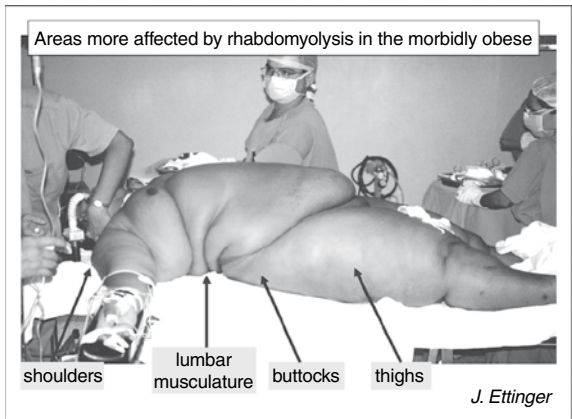 Areas more affected by rhabdomyolysis in the morbidly obese
shoulders
lumbar
musculature
buttocks
thighs
J. Ettinger